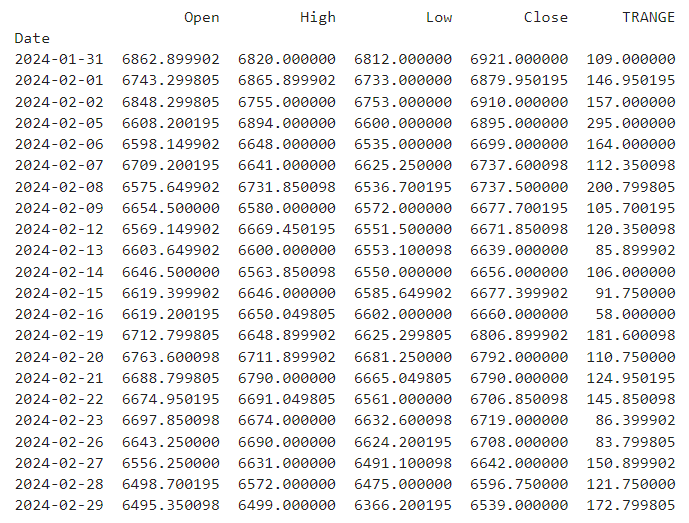 Open High Low Close TRANGE
Date
2024-01-31 6862.899902 6820.000000 6812.000000 6921.000000 109.000000
2024-02-01 6743.299805 6865.899902 6733.000000 6879.950195 146.950195
2024-02-02 6848.299805 6755.000000 6753.000000 6910.000000 157.000000
2024-02-05 6608.200195 6894.000000 6600.000000 6895.000000 295.000000
2024-02-06 6598.149902 6648.000000 6535.000000 6699.000000 164.000000
2024-02-07 6709.200195 6641.000000 6625.250000 6737.600098 112.350098
2024-02-08 6575.649902 6731.850098 6536.700195 6737.500000 200.799805
2024-02-09 6654.500000 6580.000000 6572.000000 6677.700195 105.700195
2024-02-12 6569.149902 6669.450195 6551.500000 6671.850098 120.350098
2024-02-13 6603.649902 6600.000000 6553.100098 6639.000000 85.899902
2024-02-14 6646.500000 6563.850098 6550.000000 6656.000000 106.000000
2024-02-15 6619.399902 6646.000000 6585.649902 6677.399902 91.750000
2024-02-16 6619.200195 6650.049805 6602.000000 6660.000000 58.000000
2024-02-19 6712.799805 6648.899902 6625.299805 6806.899902 181.600098
2024-02-20 6763.600098 6711.899902 6681.250000 6792.000000 110.750000
2024-02-21 6688.799805 6790.000000 6665.049805 6790.000000 124.950195
2024-02-22 6674.950195 6691.049805 6561.000000 6706.850098 145.850098
2024-02-23 6697.850098 6674.000000 6632.600098 6719.000000 86.399902
2024-02-26 6643.250000 6690.000000 6624.200195 6708.000000 83.799805
2024-02-27 6556.250000 6631.000000 6491.100098 6642.000000 150.899902
2024-02-28 6498.700195 6572.000000 6475.000000 6596.750000 121.750000
2024-02-29 6495.350098 6499.000000 6366.200195 6539.000000 172.799805